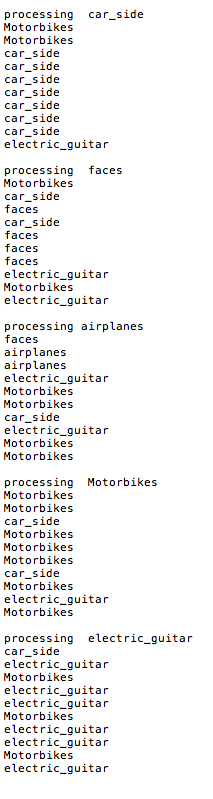 processing  car_side
Motorbikes
Motorbikes
car_side
car_side
car_side
car_side
car_side
car_side
car_side
electric_guitar

processing  faces
Motorbikes
car_side
faces
car_side
faces
faces
faces
electric_guitar
Motorbikes
electric_guitar

processing airplanes
faces
airplanes
airplanes
electric_guitar
Motorbikes
Motorbikes
car_side
electric_guitar
Motorbikes
Motorbikes

processing  Motorbikes
Motorbikes
Motorbikes
car_side
Motorbikes
Motorbikes
Motorbikes
car_side
Motorbikes
electric_guitar
Motorbikes

processing  electric_guitar
car_side
electric_guitar
Motorbikes
electric_guitar
electric_guitar
Motorbikes
electric_guitar
electric_guitar
Motorbikes
electric_guitar